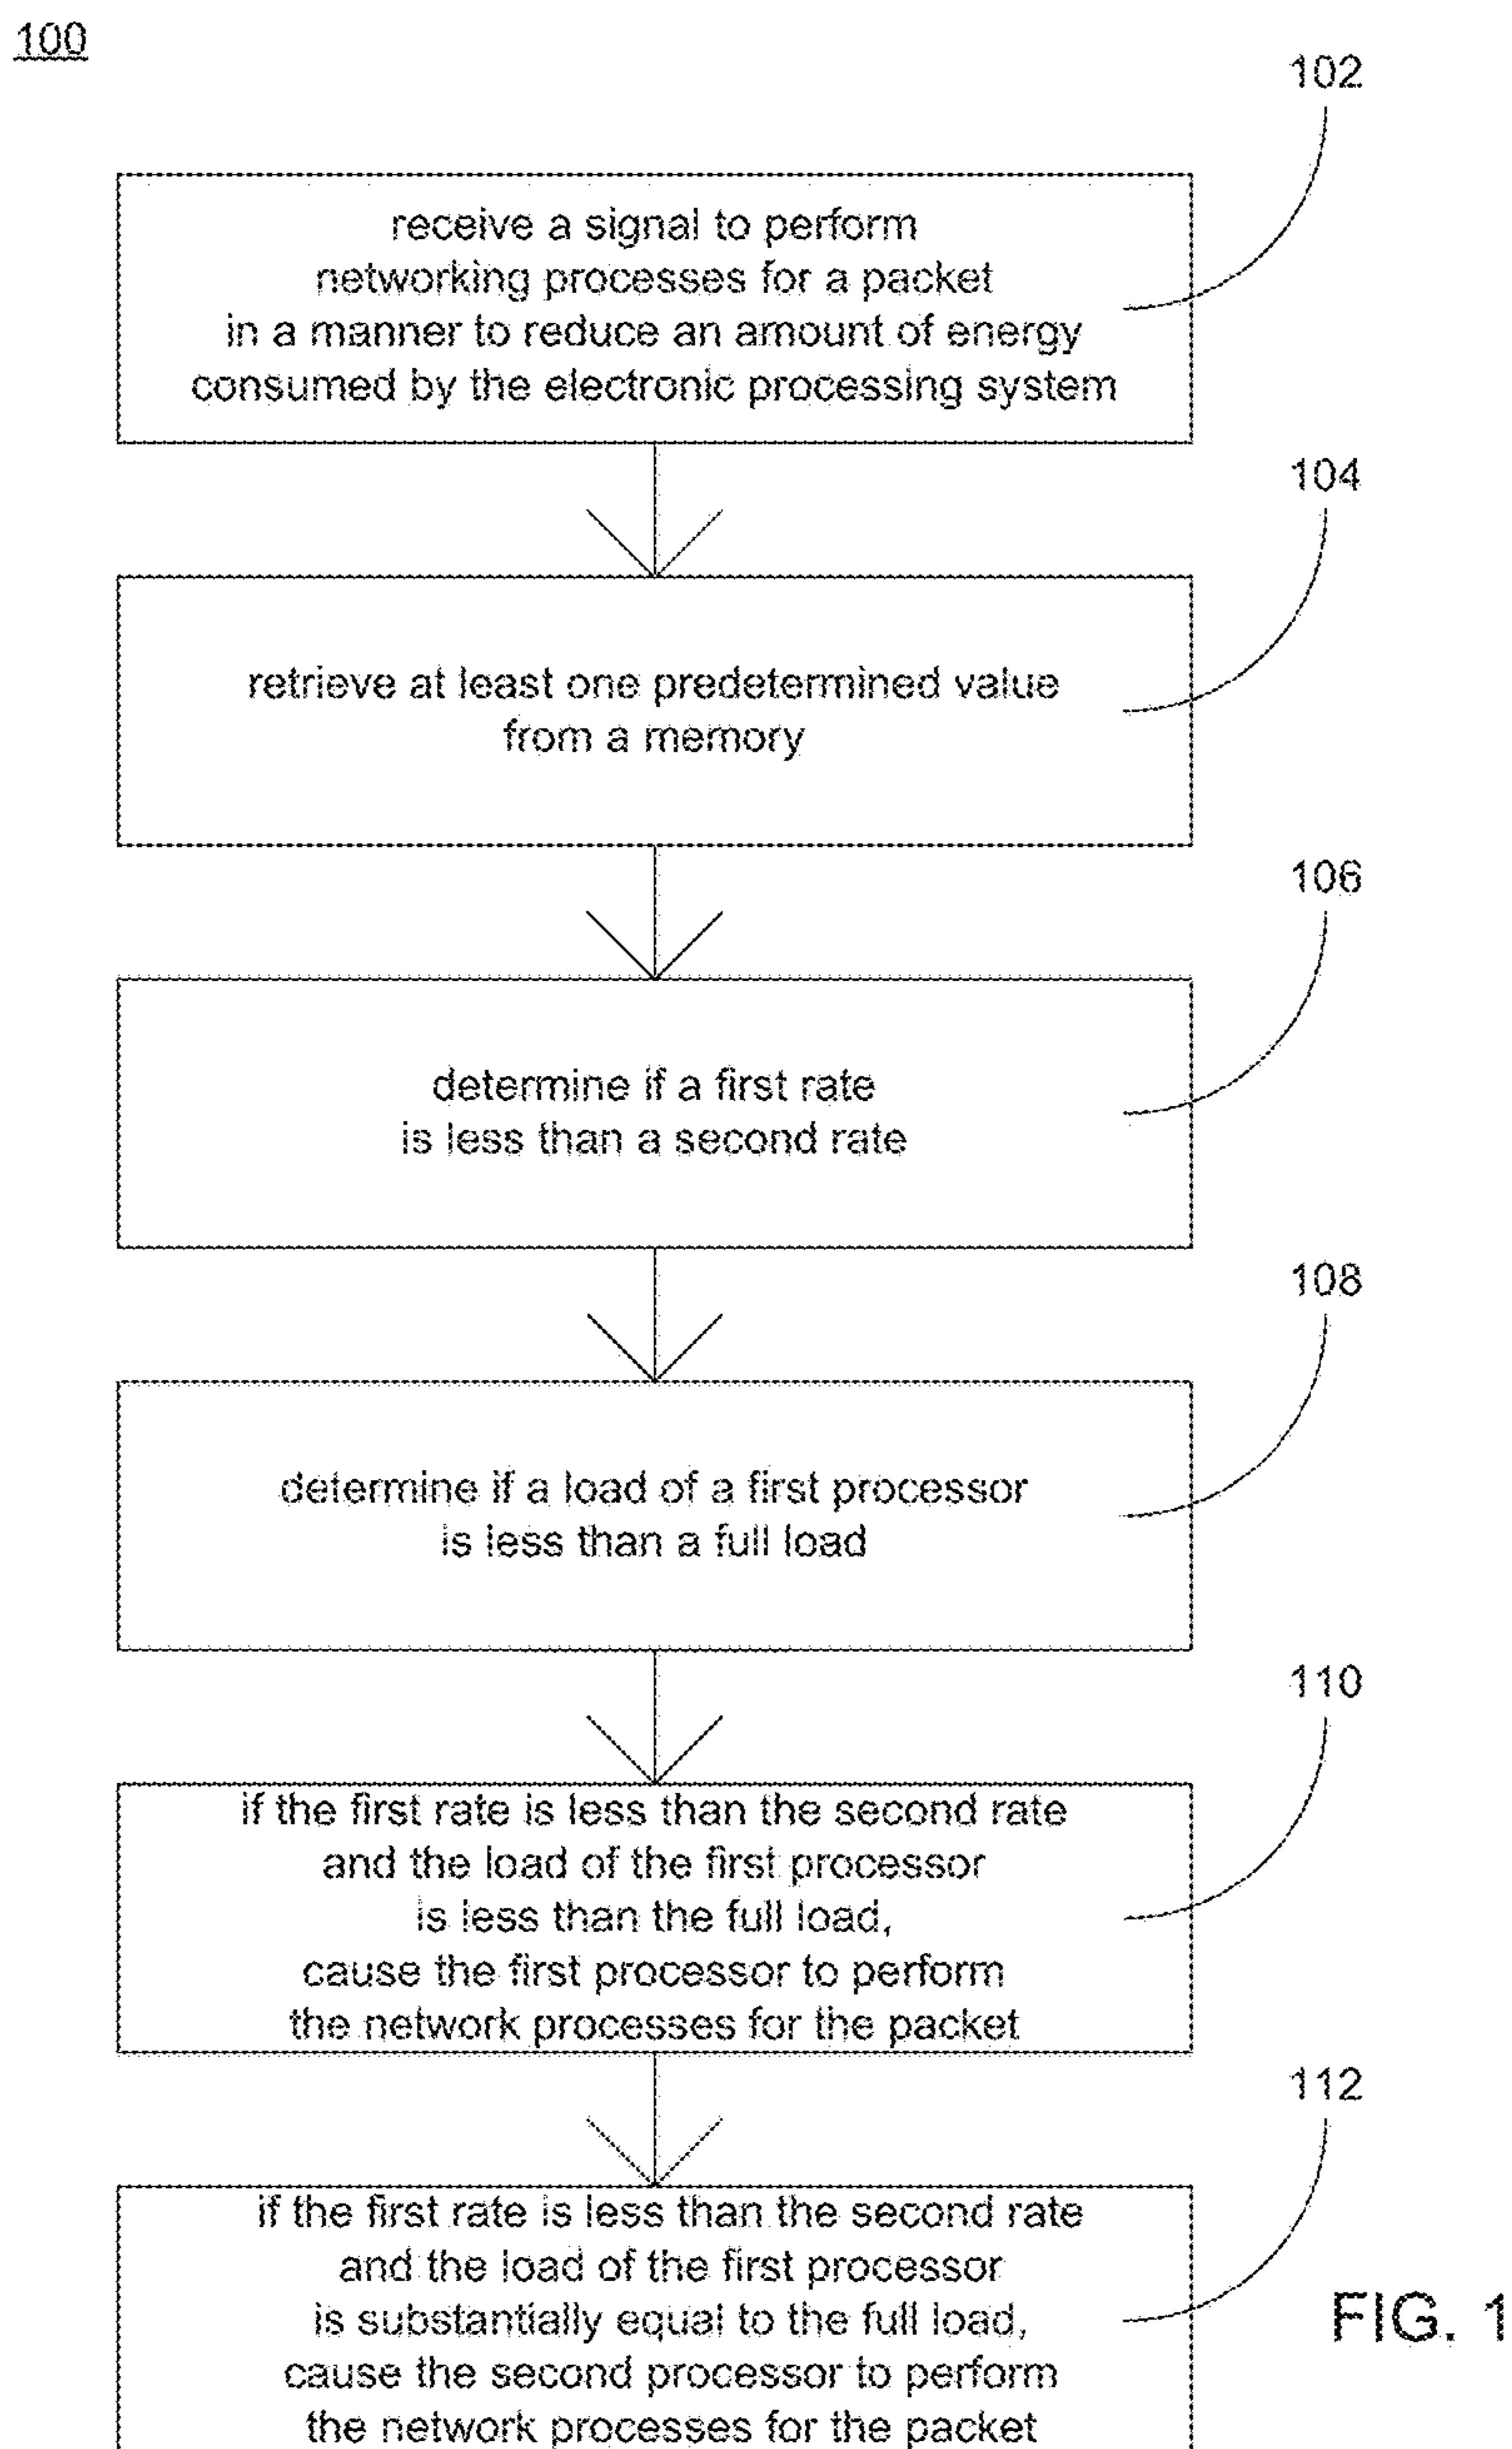 100
102
receive a signal to perform
networking processes for a packet
in a manner to reduce an amount of energy
consumed by the electronic processing system
104
retrieve at least one predetermined value
from a memory
106
determine if a first rate
is less than a second rate
108
determine if a load of a first processor
is less than a full load
110
if the first rate is less than the second rate
and the load of the first processor
is less than the full load,
cause the first processor to perform
the network processes for the packet
112
if the first rate is less than the second rate
and the load of the first processor
is substantially equal to the full load,
cause the second processor to perform
the network processes for the packet
FIG. 1